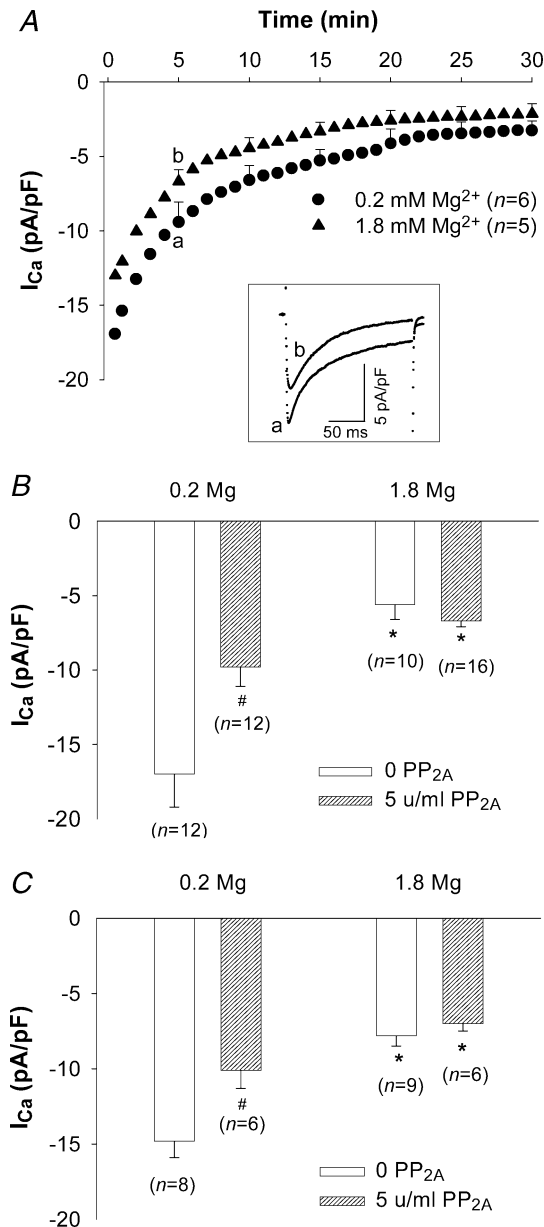 A
Time (min)
0 5 10 15 20 25 30
0
-5
-10
-15
-20
I_Ca (pA/pF)
b
a
0.2 mM Mg²⁺ (n=6)
1.8 mM Mg²⁺ (n=5)
b
a
5 pA/pF
50 ms
B
0.2 Mg 1.8 Mg
0
-5
-10
-15
-20
I_Ca (pA/pF)
* *
(n=10) (n=16)
#
(n=12)
(n=12)
0 PP₂A
5 u/ml PP₂A
C
0.2 Mg 1.8 Mg
0
-5
-10
-15
-20
I_Ca (pA/pF)
* *
(n=9) (n=6)
#
(n=6)
(n=8)
0 PP₂A
5 u/ml PP₂A